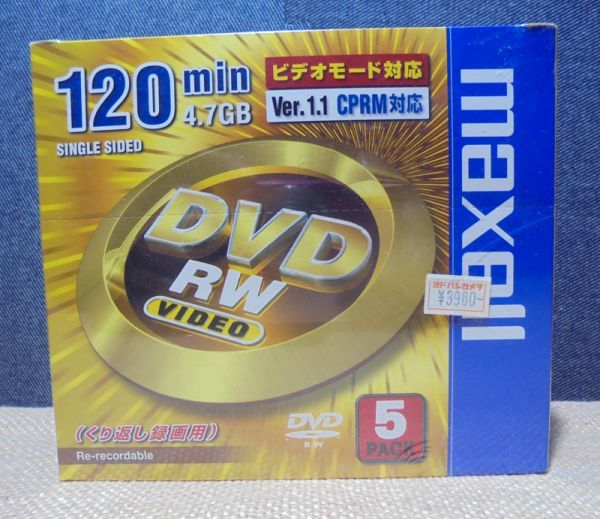 120 min
4.7GB
SINGLE SIDED
ビデオモード対応
Ver.1.1 CPRM対応
maxell
DVD
RW
VIDEO
ヨドバシカメラ
¥3980-
(くり返し録画用)
Re-recordable
DVD
RW
5
PACK